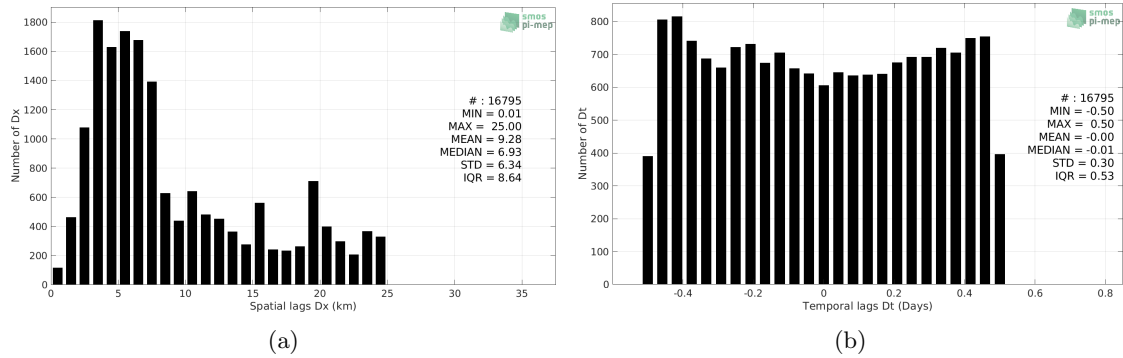 smos
pi-mep
1800
1600
1400
1200
1000
800
600
400
200
0
Number of Dx
# : 16795
MIN = 0.01
MAX = 25.00
MEAN = 9.28
MEDIAN = 6.93
STD = 6.34
IQR = 8.64
0 5 10 15 20 25 30 35
Spatial lags Dx (km)
(a)
smos
pi-mep
800
700
600
500
400
300
200
100
0
Number of Dt
# : 16795
MIN = -0.50
MAX = 0.50
MEAN = -0.00
MEDIAN = -0.01
STD = 0.30
IQR = 0.53
-0.4 -0.2 0 0.2 0.4 0.6 0.8
Temporal lags Dt (Days)
(b)